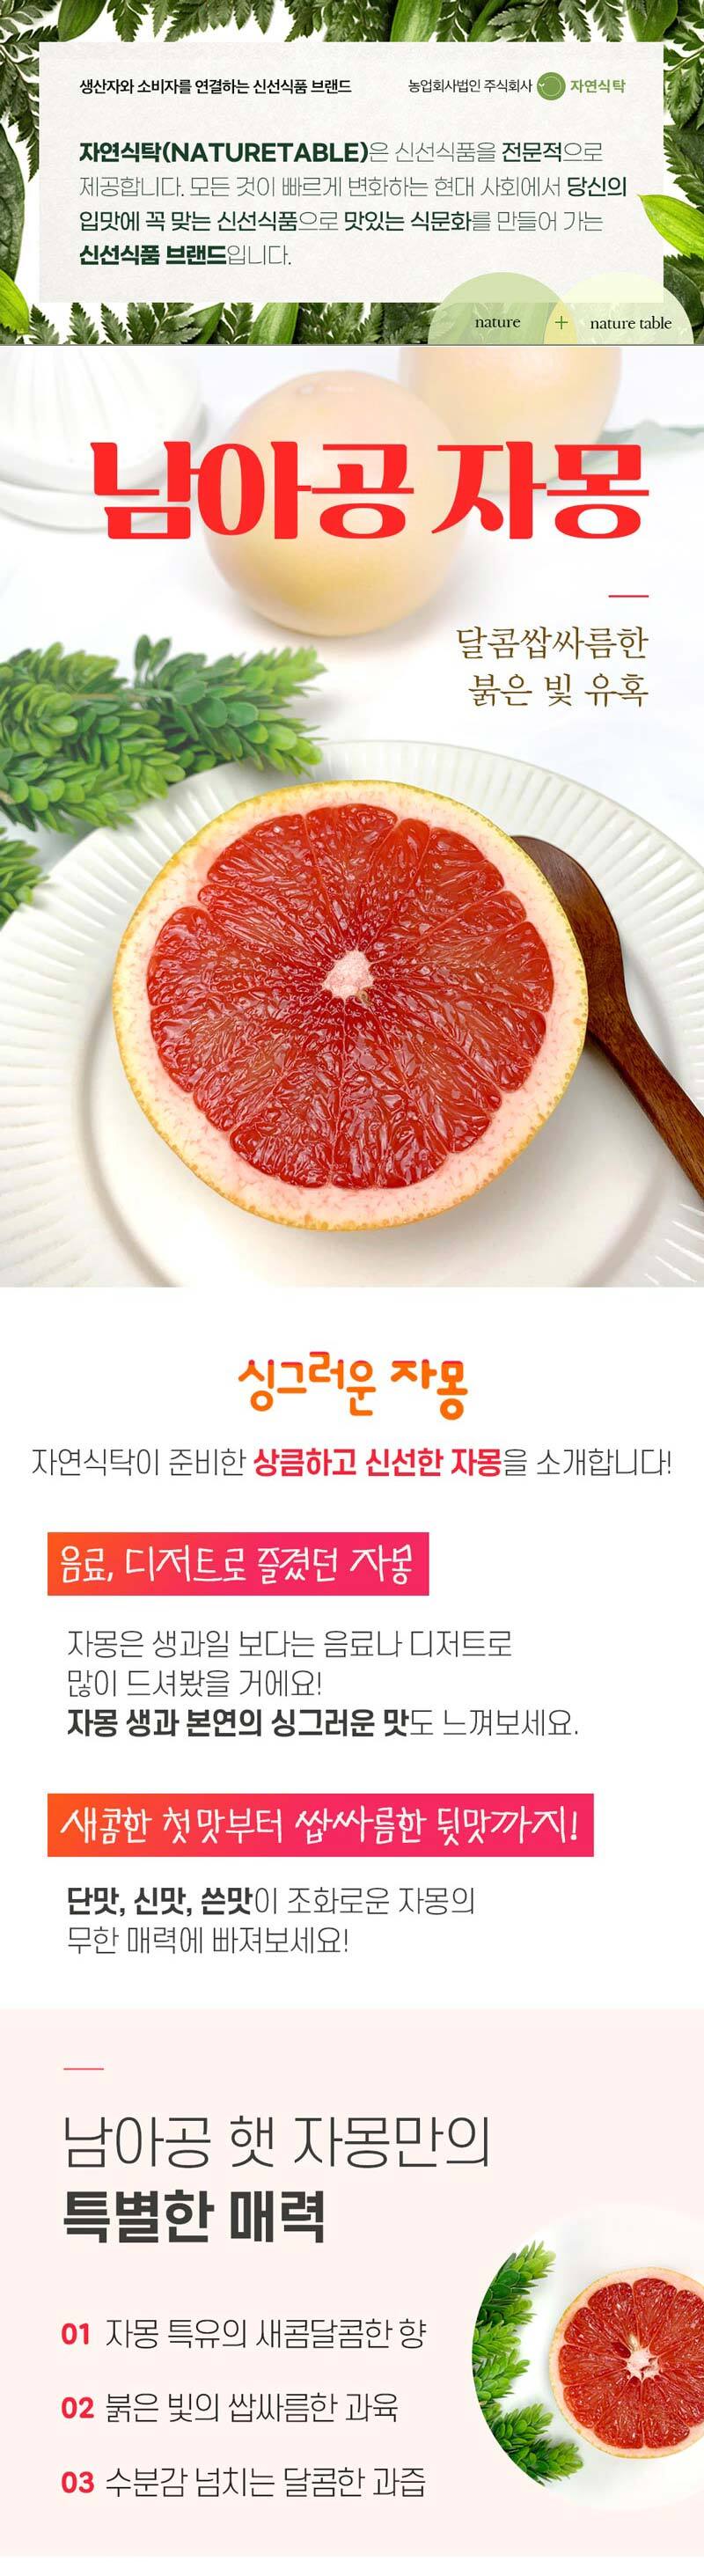 생산자와 소비자를 연결하는 신선식품 브랜드
농업회사법인 주식회사 자연식탁
자연식탁(NATURETABLE)은 신선식품을 전문적으로
제공합니다. 모든 것이 빠르게 변화하는 현대 사회에서 당신의
입맛에 꼭 맞는 신선식품으로 맛있는 식문화를 만들어 가는
신선식품 브랜드입니다.
nature + nature table
남아공 자몽
달콤쌉싸름한
붉은 빛 유혹
싱그러운 자몽
자연식탁이 준비한 상큼하고 신선한 자몽을 소개합니다!
음료, 디저트로 즐겼던 자몽
자몽은 생과일 보다는 음료나 디저트로
많이 드셔봤을 거에요!
자몽 생과 본연의 싱그러운 맛도 느껴보세요.
새콤한 첫 맛부터 쌉싸름한 뒷맛까지!
단맛, 신맛, 쓴맛이 조화로운 자몽의
무한 매력에 빠져보세요!
남아공 햇 자몽만의
특별한 매력
01 자몽 특유의 새콤달콤한 향
02 붉은 빛의 쌉싸름한 과육
03 수분감 넘치는 달콤한 과즙